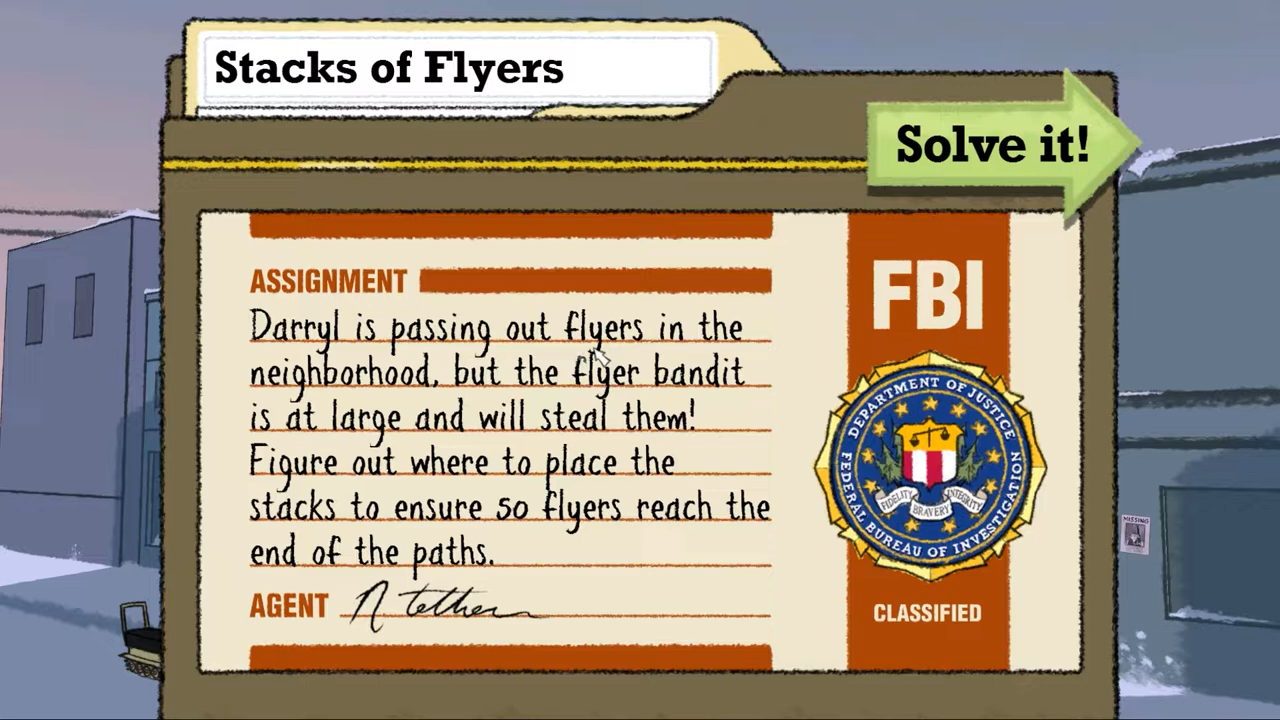 Stacks of Flyers
Solve it!
ASSIGNMENT
Darryl is passing out flyers in the
neighborhood, but the flyer bandit
is at large and will steal them!
Figure out where to place the
stacks to ensure 50 flyers reach the
end of the paths.
AGENT N Tether
FBI
DEPARTMENT OF JUSTICE
FIDELITY BRAVERY INTEGRITY
FEDERAL BUREAU OF INVESTIGATION
CLASSIFIED
MISSING